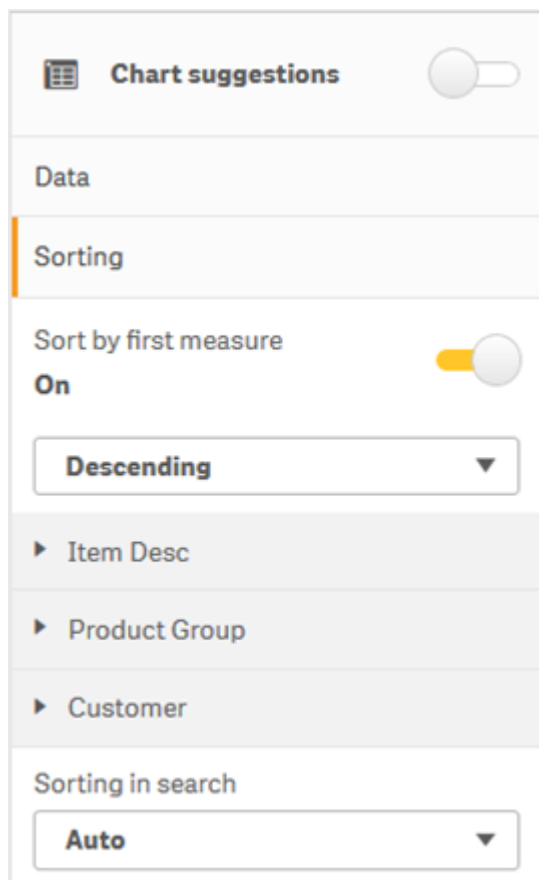 Chart suggestions
Data
Sorting
Sort by first measure
On
Descending
Item Desc
Product Group
Customer
Sorting in search
Auto